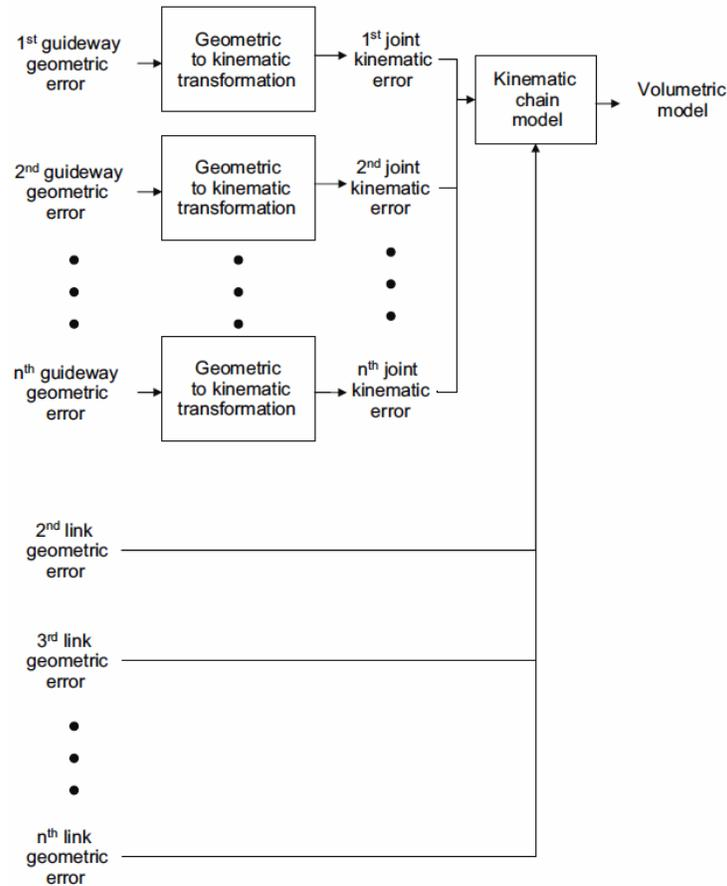 1st guideway
geometric
error
Geometric
to kinematic
transformation
1st joint
kinematic
error
Kinematic
chain
model
Volumetric
model
2nd guideway
geometric
error
Geometric
to kinematic
transformation
2nd joint
kinematic
error
nth guideway
geometric
error
Geometric
to kinematic
transformation
nth joint
kinematic
error
2nd link
geometric
error
3rd link
geometric
error
nth link
geometric
error